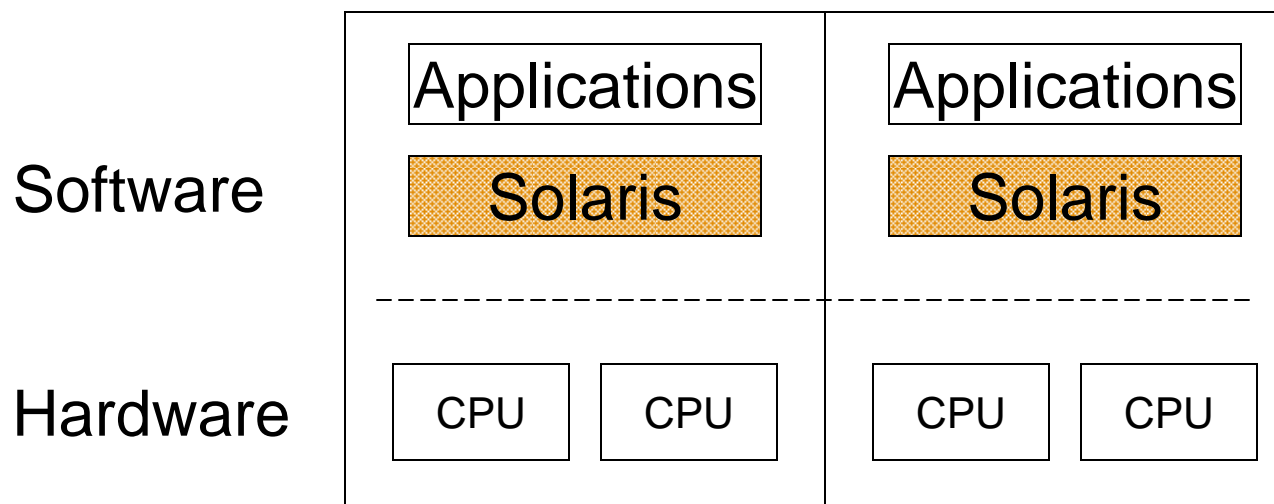 Applications Applications
Software Solaris Solaris
Hardware CPU CPU CPU CPU